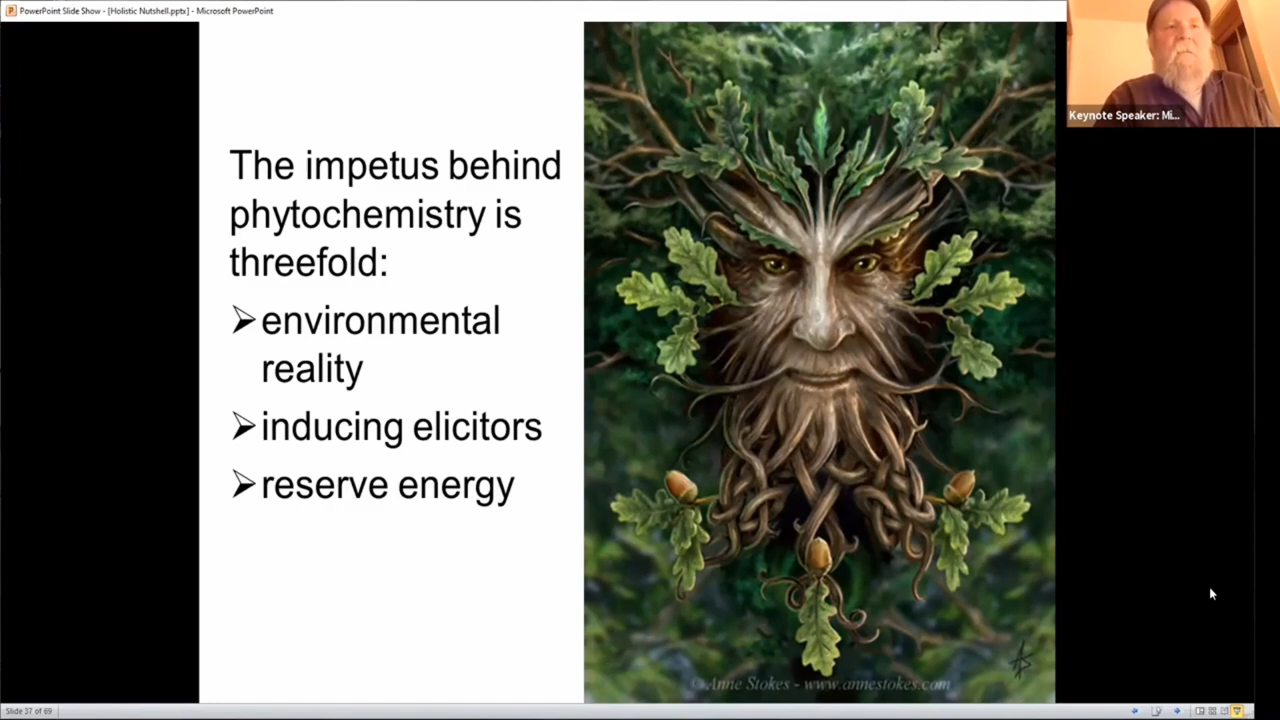 PowerPoint Slide Show - [Holistic Nutshell.pptx] - Microsoft PowerPoint
Keynote Speaker: Mi...
The impetus behind
phytochemistry is
threefold:
➢environmental
reality
➢inducing elicitors
➢reserve energy
©Anne Stokes - www.annestokes.com
Slide 37 of 69